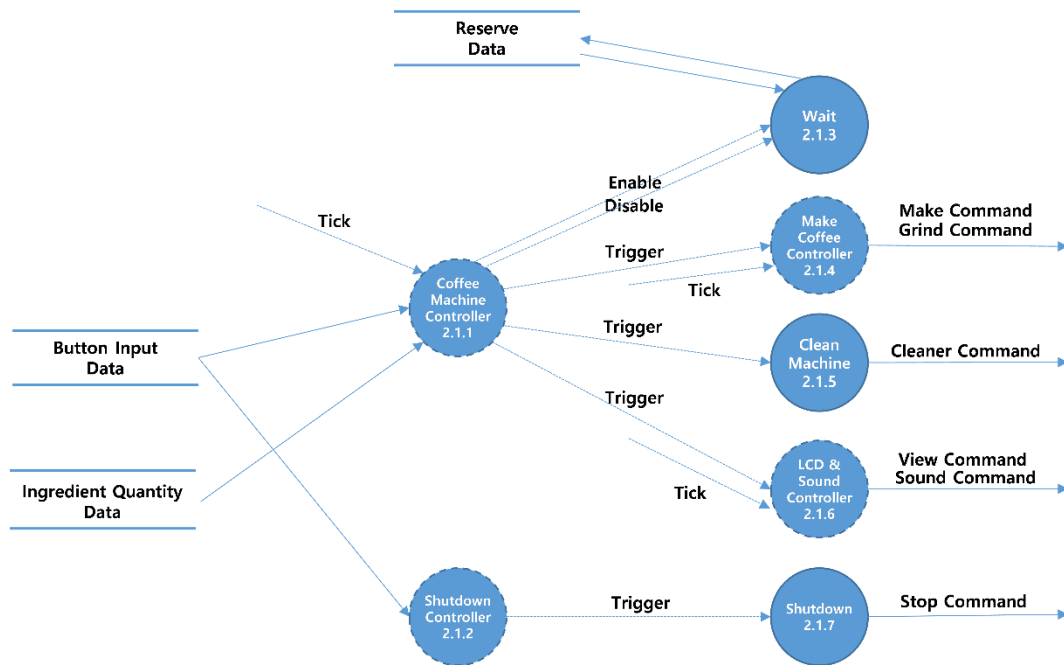 Reserve
Data
Wait
2.1.3
Enable
Disable
Tick
Make
Coffee
Controller
2.1.4
Make Command
Grind Command
Trigger
Tick
Coffee
Machine
Controller
2.1.1
Button Input
Data
Trigger
Clean
Machine
2.1.5
Cleaner Command
Trigger
Ingredient Quantity
Data
Tick
LCD &
Sound
Controller
2.1.6
View Command
Sound Command
Shutdown
Controller
2.1.2
Trigger
Shutdown
2.1.7
Stop Command